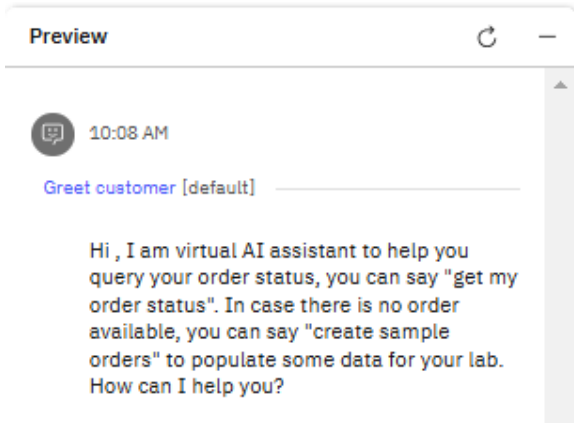 Preview
10:08 AM
Greet customer [default]
Hi , I am virtual AI assistant to help you
query your order status, you can say "get my
order status". In case there is no order
available, you can say "create sample
orders" to populate some data for your lab.
How can I help you?